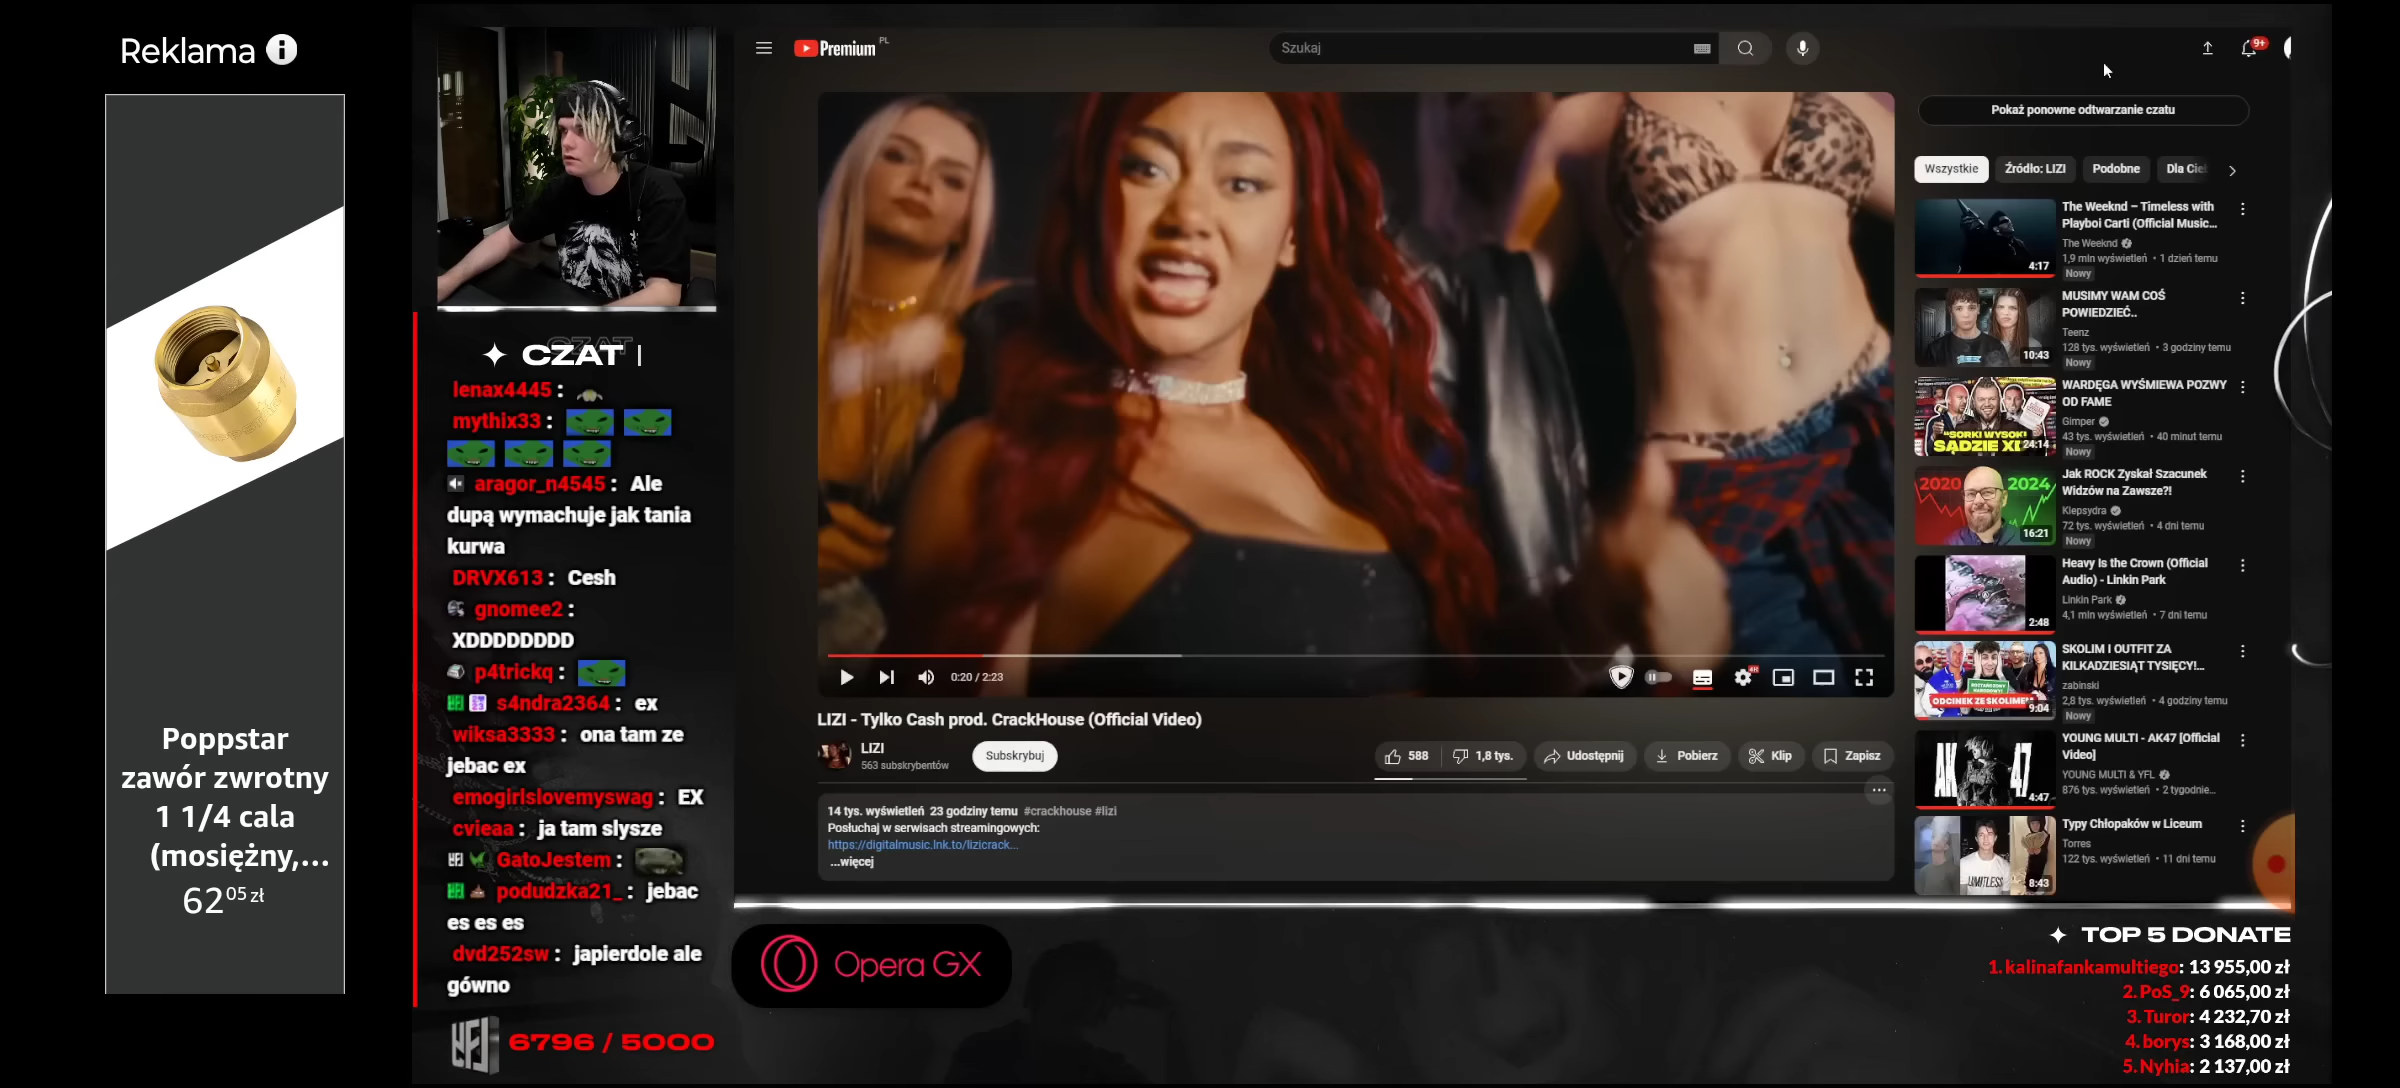 Reklama
Poppstar
zawór zwrotny
1 1/4 cala
(mosiężny,...
62 05 zł
CZAT
lenax4445 :
mythix33 :
aragor_n4545 : Ale
dupą wymachuje jak tania
kurwa
DRVX613 : Cesh
gnomee2 :
XDDDDDDDD
p4trickq :
s4ndra2364 : ex
wiksa3333 : ona tam ze
jebac ex
emogirlslovemyswag : EX
cvieaa : ja tam slysze
GatoJestem :
podudzka21_ : jebac
es es es
dvd252sw : japierdole ale
gówno
6796 / 5000
Premium PL
Szukaj
9+
0:20 / 2:23
LIZI - Tylko Cash prod. CrackHouse (Official Video)
LIZI
563 subskrybentów
Subskrybuj
588
1,8 tys.
Udostępnij
Pobierz
Klip
Zapisz
14 tys. wyświetleń 23 godziny temu #crackhouse #lizi
Posłuchaj w serwisach streamingowych:
https://digitalmusic.lnk.to/lizicrack...
...więcej
Pokaż ponowne odtwarzanie czatu
Wszystkie
Źródło: LIZI
Podobne
Dla Cie
4:17
The Weeknd – Timeless with
Playboi Carti (Official Music...
The Weeknd
1,9 mln wyświetleń • 1 dzień temu
Nowy
10:43
MUSIMY WAM COŚ
POWIEDZIEĆ..
Teenz
128 tys. wyświetleń • 3 godziny temu
Nowy
"SORKI WYSOKI
SĄDZIE XD
24:14
WARDĘGA WYŚMIEWA POZWY
OD FAME
Gimper
43 tys. wyświetleń • 40 minut temu
Nowy
2020
2024
16:21
Jak ROCK Zyskał Szacunek
Widzów na Zawsze?!
Klepsydra
72 tys. wyświetleń • 4 dni temu
Nowy
2:48
Heavy Is the Crown (Official
Audio) - Linkin Park
Linkin Park
4,1 mln wyświetleń • 7 dni temu
ODCINEK ZE SKOLIMEM
9:04
SKOLIM I OUTFIT ZA
KILKADZIESIĄT TYSIĘCY!...
zabinski
2,8 tys. wyświetleń • 4 godziny temu
Nowy
AK 47
4:47
YOUNG MULTI - AK47 [Official
Video]
YOUNG MULTI & YFL
876 tys. wyświetleń • 2 tygodnie...
LIMITLESS
8:43
Typy Chłopaków w Liceum
Torres
122 tys. wyświetleń • 11 dni temu
Opera GX
TOP 5 DONATE
1. kalinafankamultiego: 13 955,00 zł
2. PoS_9: 6 065,00 zł
3. Turor: 4 232,70 zł
4. borys: 3 168,00 zł
5. Nyhia: 2 137,00 zł